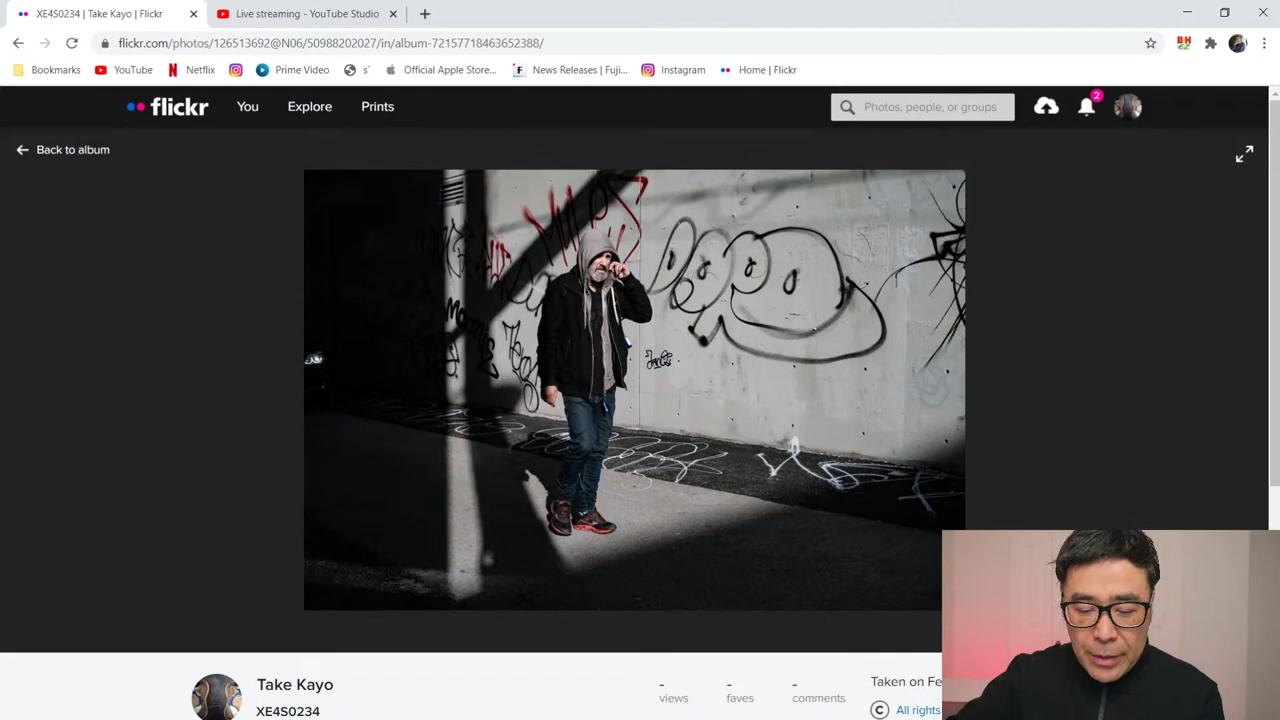 XE4S0234 | Take Kayo | Flickr
Live streaming - YouTube Studio
flickr.com/photos/126513692@N06/50988202027/in/album-72157718463652388/
Bookmarks YouTube Netflix Prime Video s' Official Apple Store... News Releases | Fuji... Instagram Home | Flickr
flickr You Explore Prints Photos, people, or groups 2
Back to album
Take Kayo
XE4S0234
- - -
views faves comments
Taken on Fe
All rights